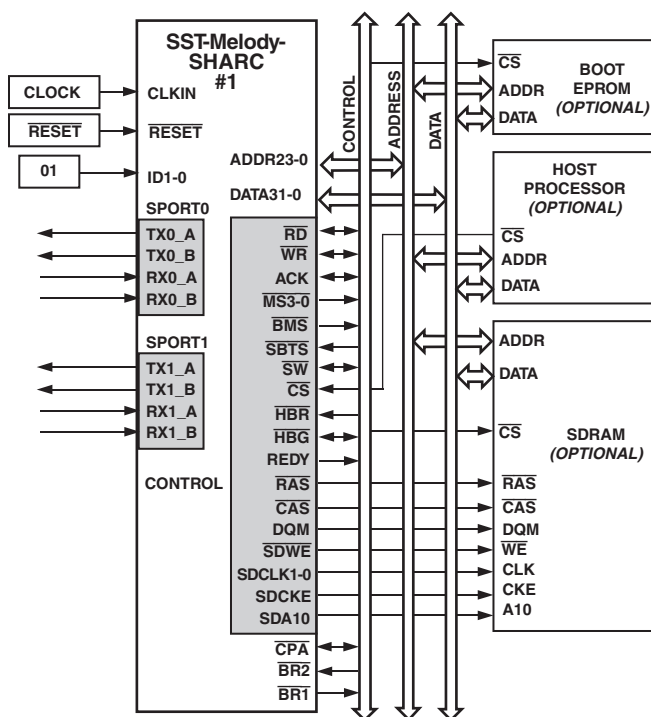 SST-Melody-
SHARC
#1
CLOCK
CLKIN
RESET
RESET
01
ID1-0
ADDR23-0
DATA31-0
SPORT0
TX0_A
TX0_B
RX0_A
RX0_B
SPORT1
TX1_A
TX1_B
RX1_A
RX1_B
CONTROL
RD
WR
ACK
MS3-0
BMS
SBTS
SW
CS
HBR
HBG
REDY
RAS
CAS
DQM
SDWE
SDCLK1-0
SDCKE
SDA10
CPA
BR2
BR1
CONTROL
ADDRESS
DATA
CS
ADDR
DATA
BOOT
EPROM
(OPTIONAL)
HOST
PROCESSOR
(OPTIONAL)
CS
ADDR
DATA
ADDR
DATA
CS
SDRAM
(OPTIONAL)
RAS
CAS
DQM
WE
CLK
CKE
A10